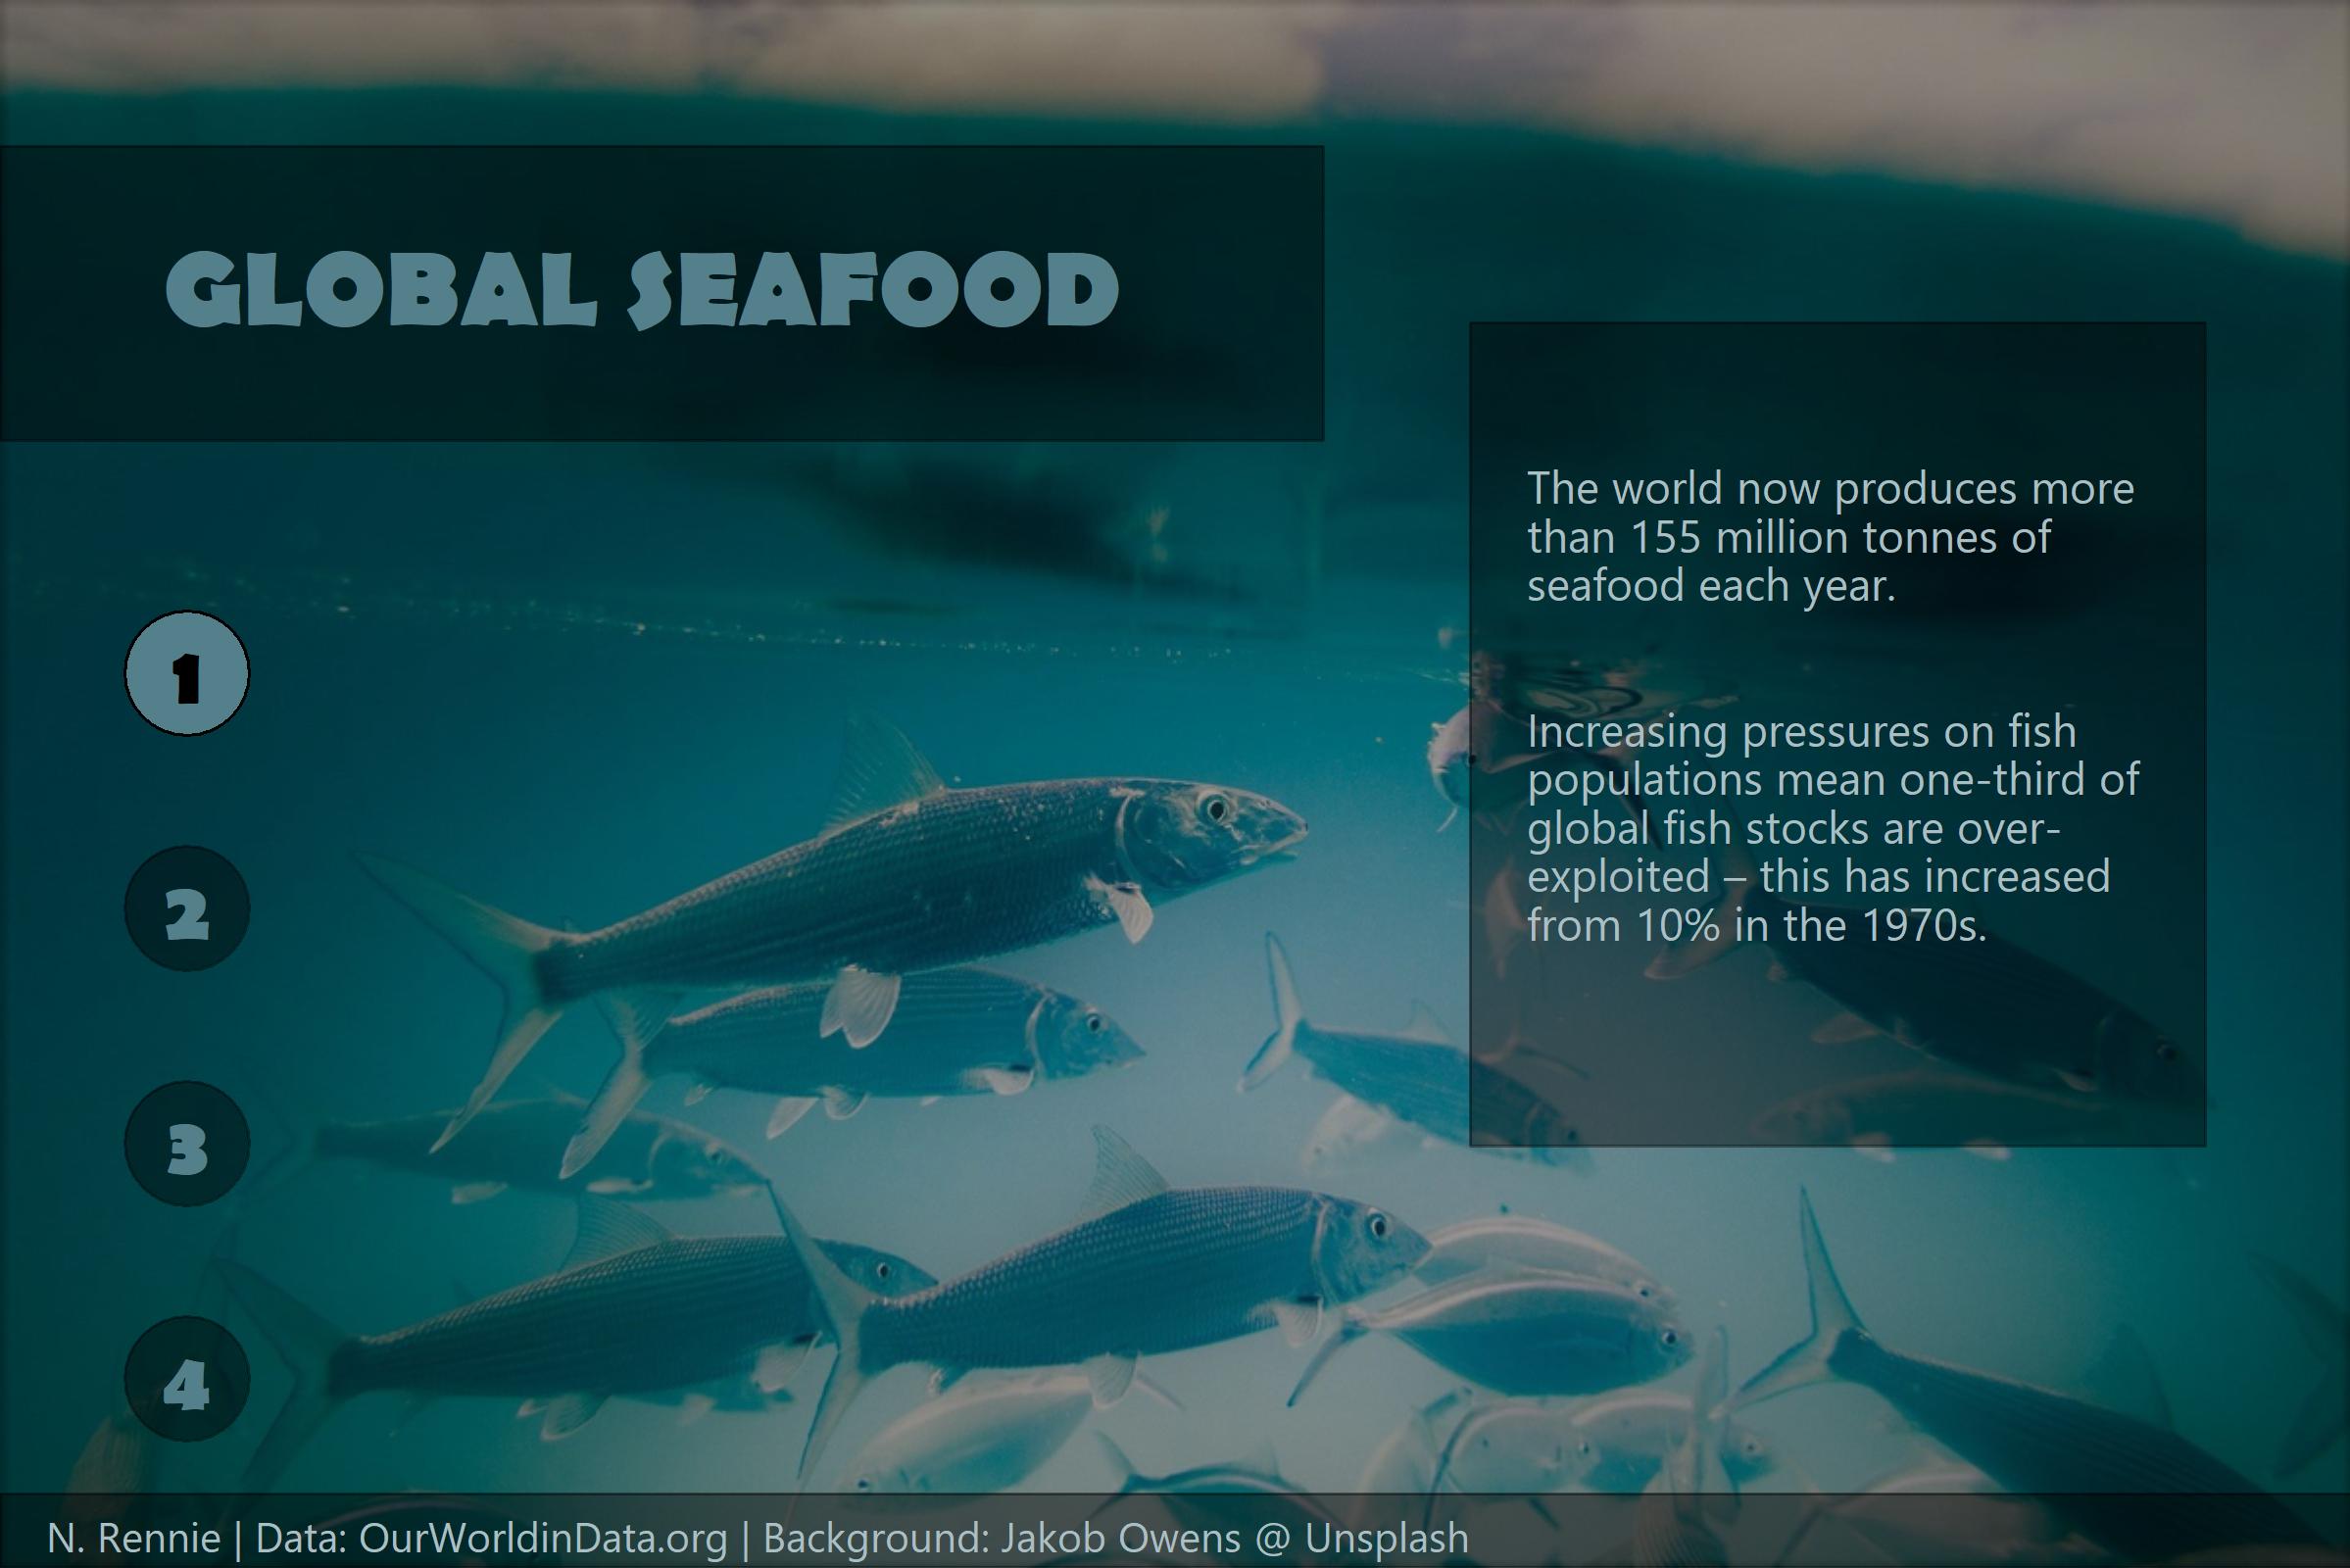 GLOBAL SEAFOOD
The world now produces more
than 155 million tonnes of
seafood each year.
Increasing pressures on fish
populations mean one-third of
global fish stocks are over-
exploited – this has increased
from 10% in the 1970s.
1
2
3
4
N. Rennie | Data: OurWorldinData.org | Background: Jakob Owens @ Unsplash